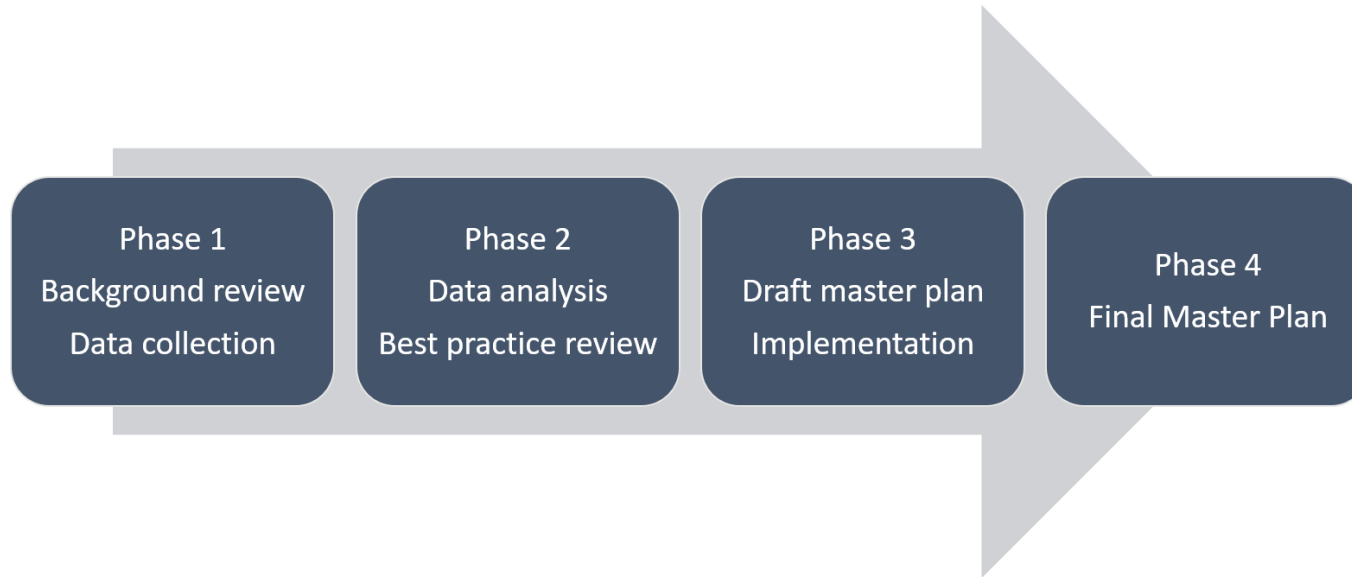 Phase 1
Background review
Data collection
Phase 2
Data analysis
Best practice review
Phase 3
Draft master plan
Implementation
Phase 4
Final Master Plan